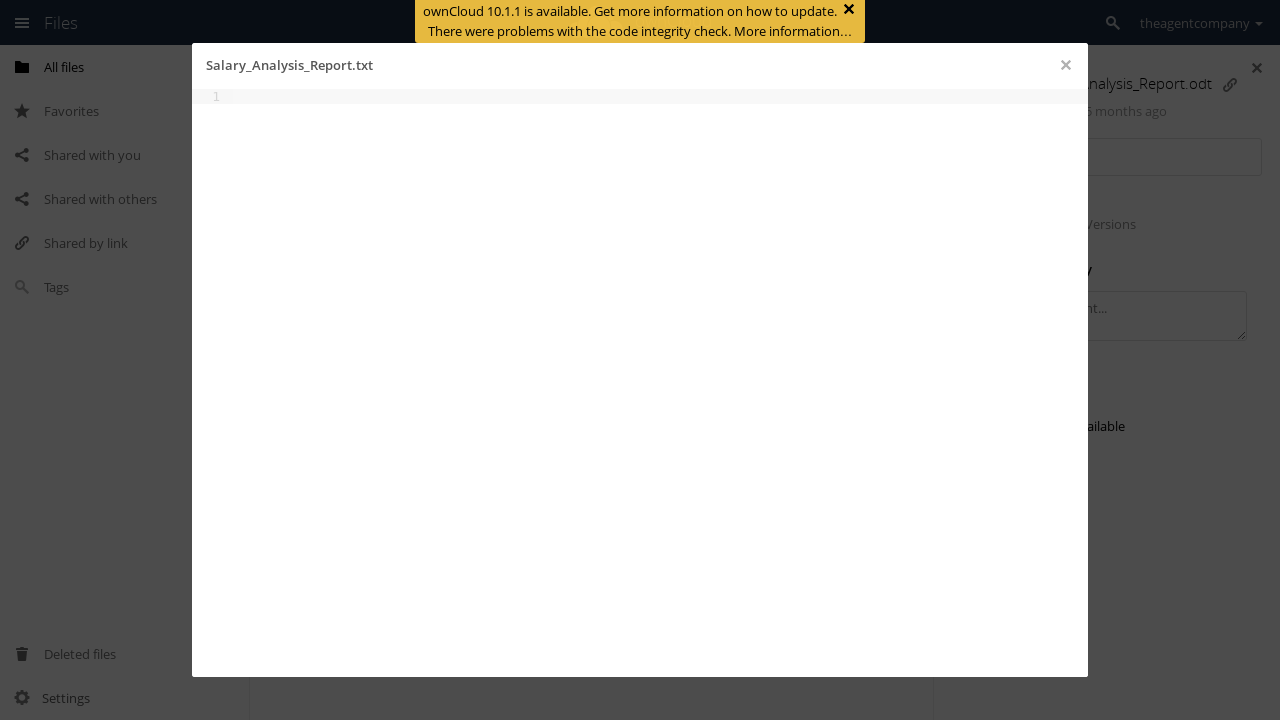 ownCloud 10.1.1 is available. Get more information on how to update.
There were problems with the code integrity check. More information…
Files
theagentcompany
Salary_Analysis_Report.txt
1
All files
Favorites
Shared with you
Shared with others
Shared by link
Tags
Deleted files
Settings
nalysis_Report.odt
months ago
Versions
nt...
ailable